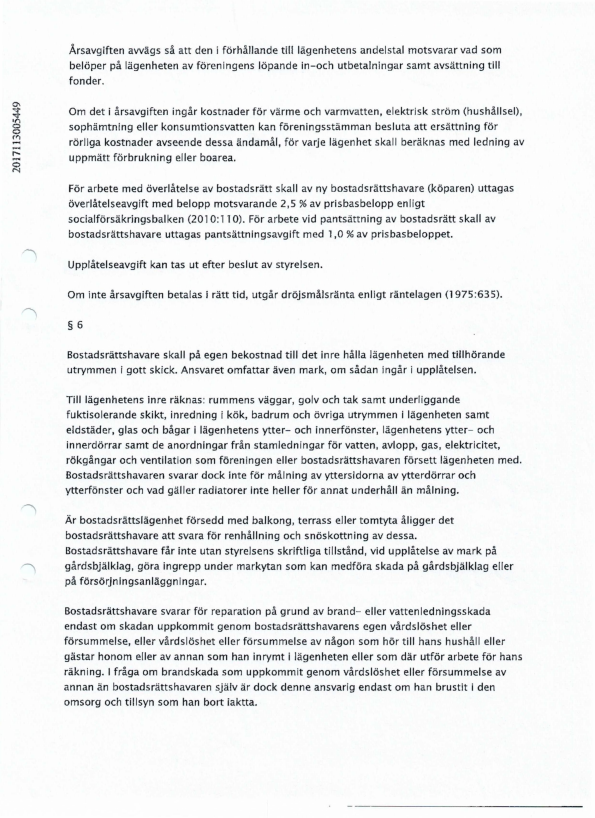 Årsavgiften avvägs så att den i förhållande till lägenhetens andelstal motsvarar vad som
belöper på lägenheten av föreningens löpande in-och utbetalningar samt avsättning till
fonder.
Om det i årsavgiften ingår kostnader för värme och varmvatten, elektrisk ström (hushållsel),
sophämtning eller konsumtionsvatten kan föreningsstämman besluta att ersättning för
rörliga kostnader avseende dessa ändamål, för varje lägenhet skall beräknas med ledning av
uppmätt förbrukning eller boarea.
För arbete med överlåtelse av bostadsrätt skall av ny bostadsrättshavare (köparen) uttagas
överlåtelseavgift med belopp motsvarande 2,5 % av prisbasbelopp enligt
socialförsäkringsbalken (2010:110). För arbete vid pantsättning av bostadsrätt skall av
bostadsrättshavare uttagas pantsättningsavgift med 1,0 % av prisbasbeloppet.
Upplåtelseavgift kan tas ut efter beslut av styrelsen.
Om inte årsavgiften betalas i rätt tid, utgår dröjsmålsränta enligt räntelagen (1975:635).
§ 6
Bostadsrättshavare skall på egen bekostnad till det inre hålla lägenheten med tillhörande
utrymmen i gott skick. Ansvaret omfattar även mark, om sådan ingår i upplåtelsen.
Till lägenhetens inre räknas: rummens väggar, golv och tak samt underliggande
fuktisolerande skikt, inredning i kök, badrum och övriga utrymmen i lägenheten samt
eldstäder, glas och bågar i lägenhetens ytter- och innerfönster, lägenhetens ytter- och
innerdörrar samt de anordningar från stamledningar för vatten, avlopp, gas, elektricitet,
rökgångar och ventilation som föreningen eller bostadsrättshavaren försett lägenheten med.
Bostadsrättshavaren svarar dock inte för målning av yttersidorna av ytterdörrar och
ytterfönster och vad gäller radiatorer inte heller för annat underhåll än målning.
Är bostadsrättslägenhet försedd med balkong, terrass eller tomtyta åligger det
bostadsrättshavare att svara för renhållning och snöskottning av dessa.
Bostadsrättshavare får inte utan styrelsens skriftliga tillstånd, vid upplåtelse av mark på
gårdsbjälklag, göra ingrepp under markytan som kan medföra skada på gårdsbjälklag eller
på försörjningsanläggningar.
Bostadsrättshavare svarar för reparation på grund av brand- eller vattenledningsskada
endast om skadan uppkommit genom bostadsrättshavarens egen vårdslöshet eller
försummelse, eller vårdslöshet eller försummelse av någon som hör till hans hushåll eller
gästar honom eller av annan som han inrymt i lägenheten eller som där utför arbete för hans
räkning. I fråga om brandskada som uppkommit genom vårdslöshet eller försummelse av
annan än bostadsrättshavaren själv är dock denne ansvarig endast om han brustit i den
omsorg och tillsyn som han bort iaktta.
2017113005449